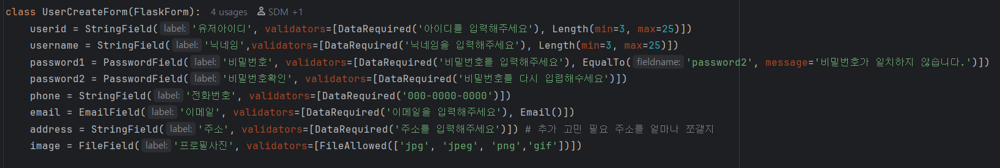 class UserCreateForm(FlaskForm): 4 usages SDM +1
userid = StringField( label: '유저아이디', validators=[DataRequired('아이디를 입력해주세요'), Length(min=3, max=25)])
username = StringField( label: '닉네임',validators=[DataRequired('닉네임을 입력해주세요'), Length(min=3, max=25)])
password1 = PasswordField( label: '비밀번호', validators=[DataRequired('비밀번호를 입력해주세요'), EqualTo( fieldname: 'password2', message='비밀번호가 일치하지 않습니다.')])
password2 = PasswordField( label: '비밀번호확인', validators=[DataRequired('비밀번호를 다시 입렵해수세요')])
phone = StringField( label: '전화번호', validators=[DataRequired('000-0000-0000')])
email = EmailField( label: '이메일', validators=[DataRequired('이메일을 입력해주세요'), Email()])
address = StringField( label: '주소', validators=[DataRequired('주소를 입력해주세요')]) # 추가 고민 필요 주소를 얼마나 쪼갤지
image = FileField( label: '프로필사진', validators=[FileAllowed(['jpg', 'jpeg', 'png','gif'])])